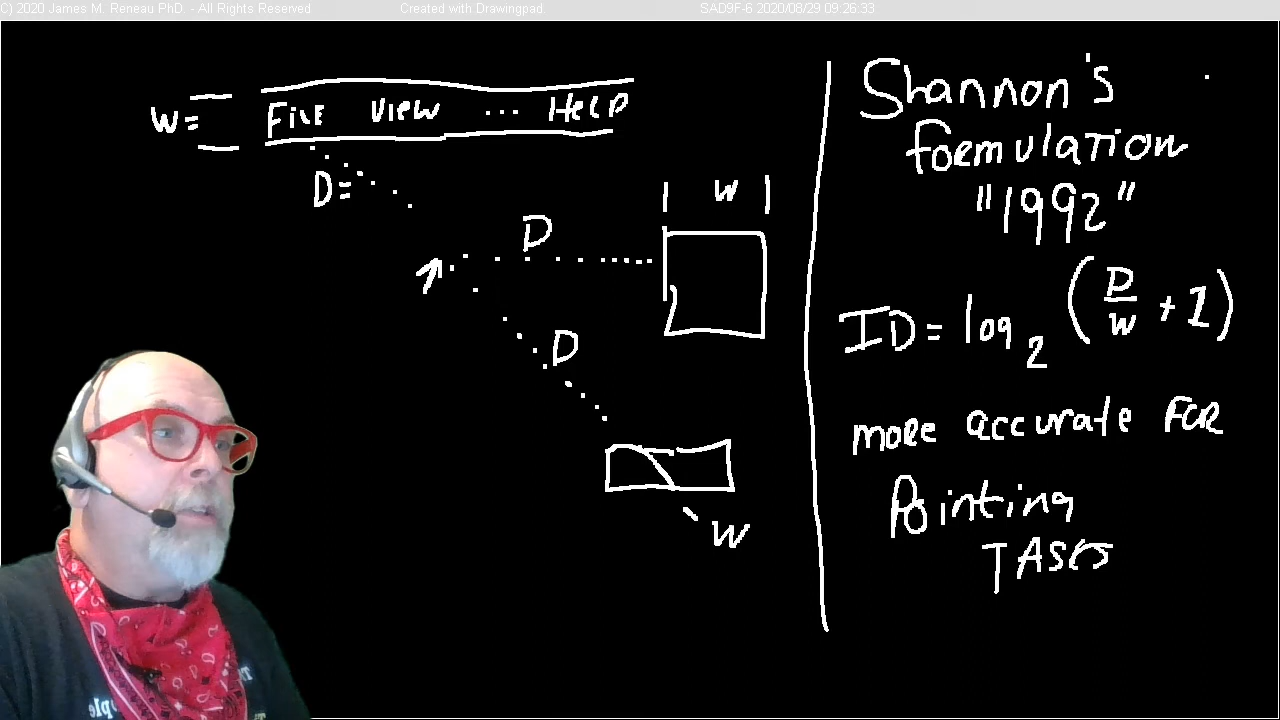 (C) 2020 James M. Reneau PhD. - All Rights Reserved
Created with Drawingpad
SAD9F-6 2020/08/29 09:26:33
W=
FILE VIEW ... HELP
D=
D
W
D
W
Shannon's
formulation
"1992"
ID = log2 (D/W + 1)
more accurate FOR
Pointing
TASKS